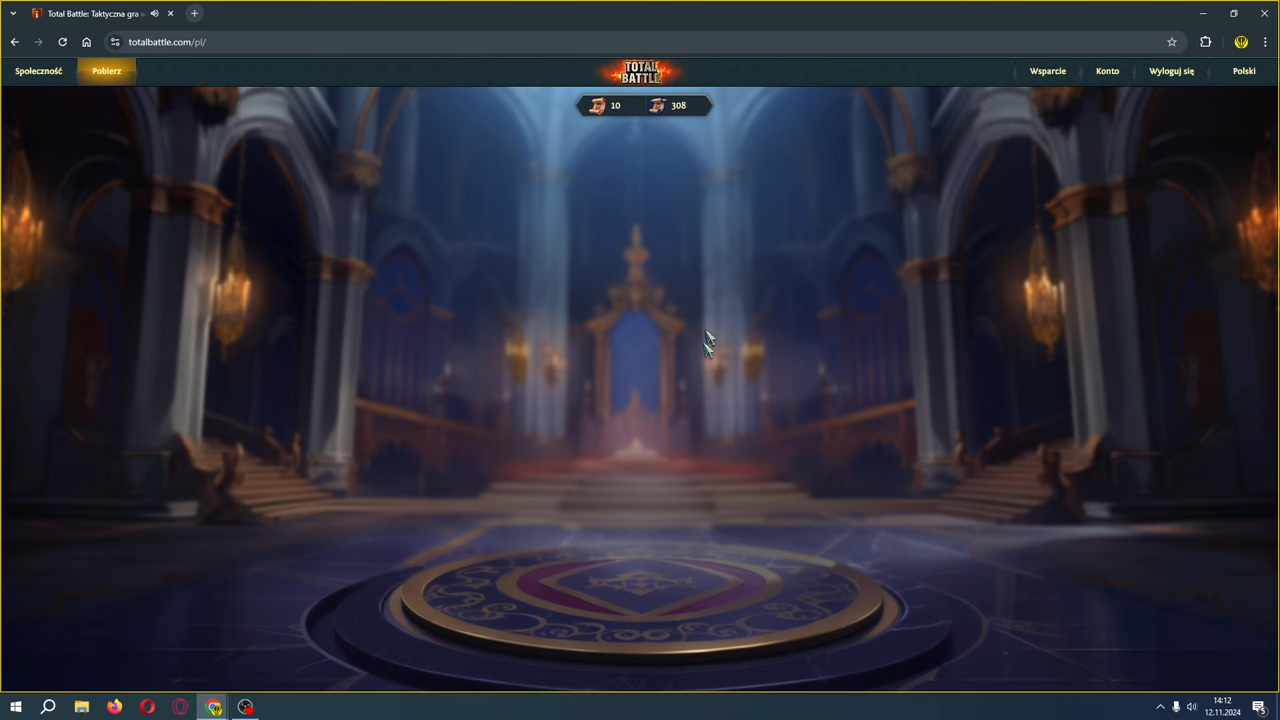 Total Battle: Taktyczna gra w
totalbattle.com/pl/
Społeczność
Pobierz
TOTAL
BATTLE
Wsparcie
Konto
Wyloguj się
Polski
10
308
14:12
12.11.2024
5